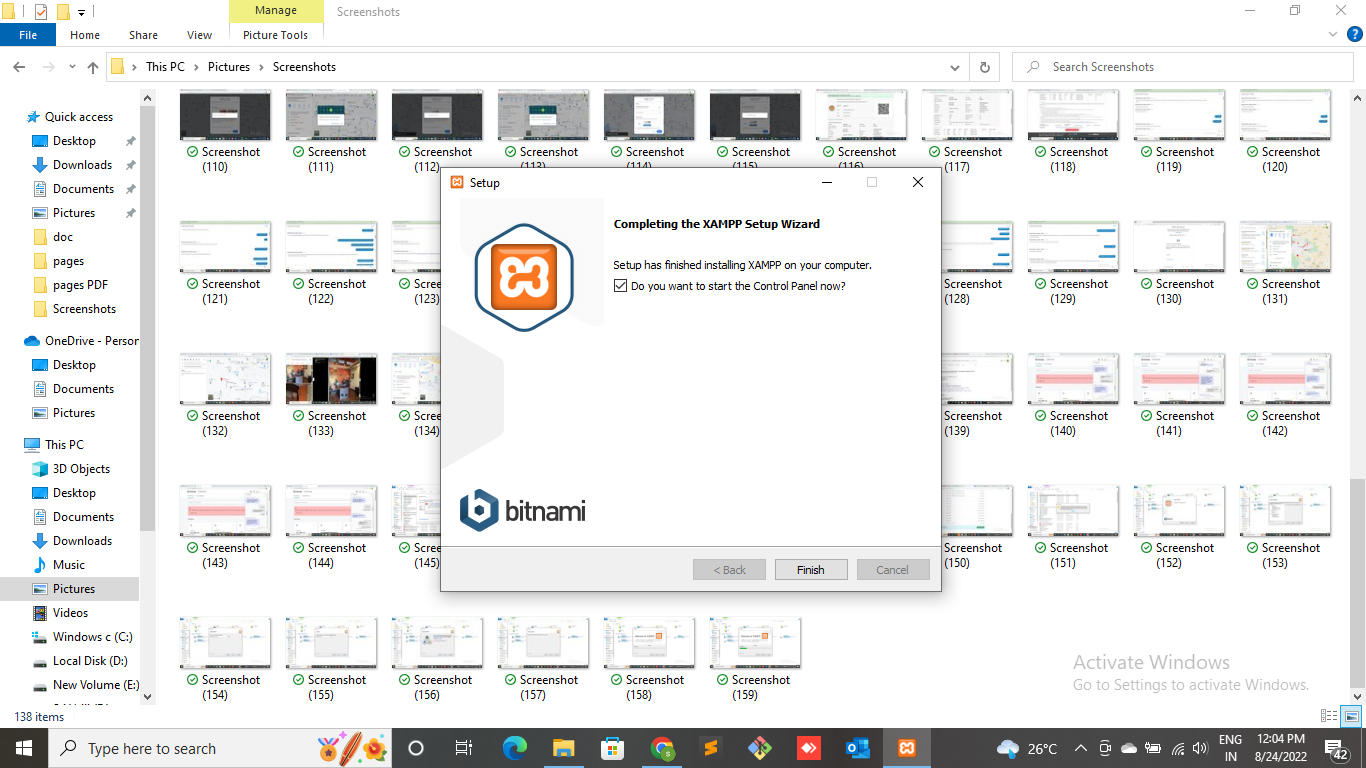 Manage
Screenshots
File
Home
Share
View
Picture Tools
This PC
Pictures
Screenshots
Search Screenshots
Quick access
Desktop
Downloads
Documents
Pictures
doc
pages
pages PDF
Screenshots
OneDrive - Person
Desktop
Documents
Pictures
This PC
3D Objects
Desktop
Documents
Downloads
Music
Pictures
Videos
Windows c (C:)
Local Disk (D:)
New Volume (E:)
Screenshot (110)
Screenshot (111)
Screenshot (112)
Screenshot (113)
Screenshot (114)
Screenshot (115)
Screenshot (116)
Screenshot (117)
Screenshot (118)
Screenshot (119)
Screenshot (120)
Screenshot (121)
Screenshot (122)
Screen (123)
Screenshot (128)
Screenshot (129)
Screenshot (130)
Screenshot (131)
Screenshot (132)
Screenshot (133)
Screen (134)
Screenshot (139)
Screenshot (140)
Screenshot (141)
Screenshot (142)
Screenshot (143)
Screenshot (144)
Screen (145)
Screenshot (150)
Screenshot (151)
Screenshot (152)
Screenshot (153)
Screenshot (154)
Screenshot (155)
Screenshot (156)
Screenshot (157)
Screenshot (158)
Screenshot (159)
Setup
Completing the XAMPP Setup Wizard
Setup has finished installing XAMPP on your computer.
Do you want to start the Control Panel now?
bitnami
< Back
Finish
Cancel
Activate Windows
Go to Settings to activate Windows.
138 items
Type here to search
26°C
ENG
IN
12:04 PM
8/24/2022
42